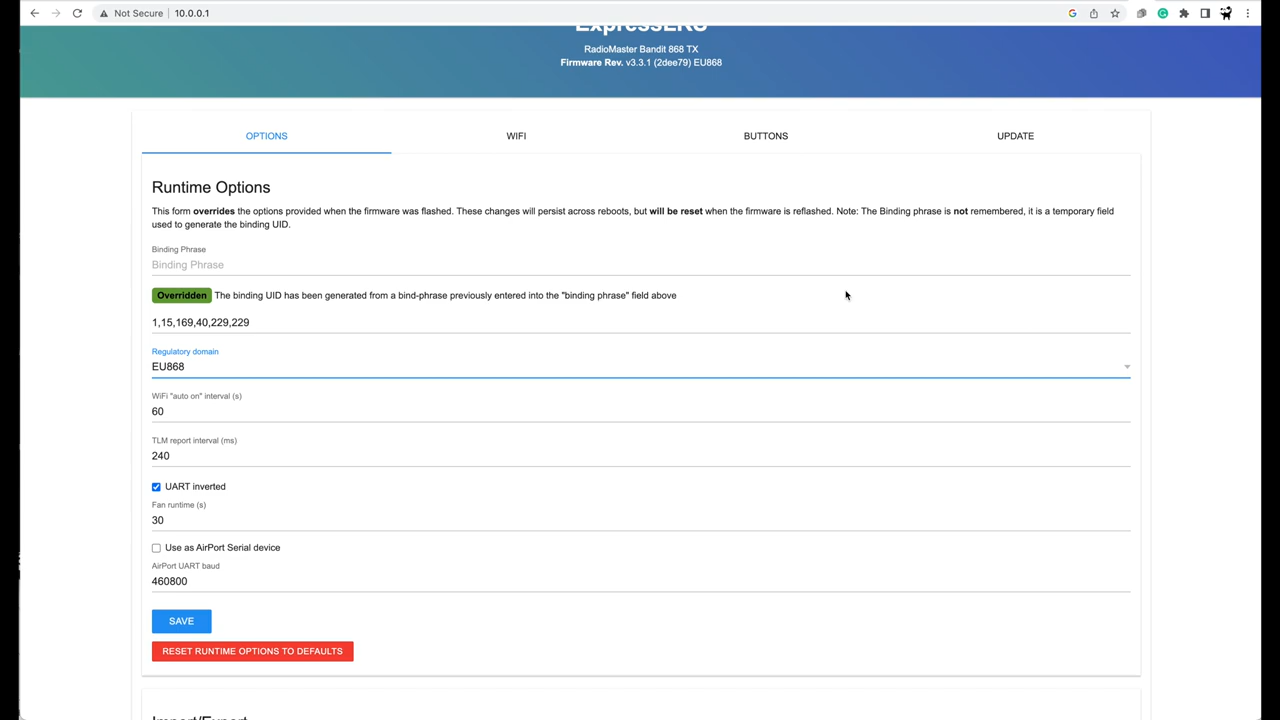 Not Secure | 10.0.0.1
ExpressLRS
RadioMaster Bandit 868 TX
Firmware Rev. v3.3.1 (2dee79) EU868
OPTIONS WIFI BUTTONS UPDATE
Runtime Options
This form overrides the options provided when the firmware was flashed. These changes will persist across reboots, but will be reset when the firmware is reflashed. Note: The Binding phrase is not remembered, it is a temporary field
used to generate the binding UID.
Binding Phrase
Binding Phrase
Overridden The binding UID has been generated from a bind-phrase previously entered into the "binding phrase" field above
1,15,169,40,229,229
Regulatory domain
EU868
WiFi "auto on" interval (s)
60
TLM report interval (ms)
240
UART inverted
Fan runtime (s)
30
Use as AirPort Serial device
AirPort UART baud
460800
SAVE
RESET RUNTIME OPTIONS TO DEFAULTS
Import/Export